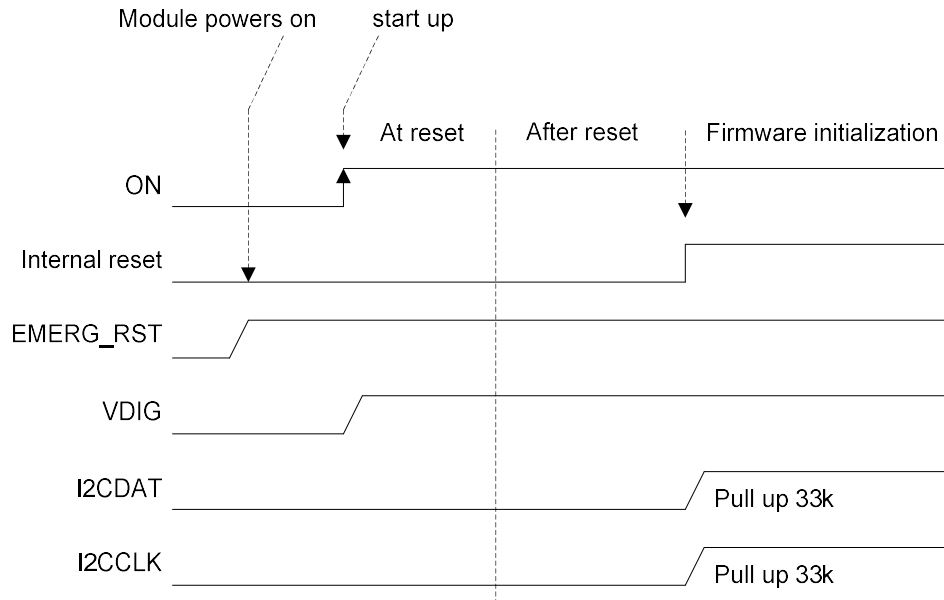 Module powers on
start up
At reset
After reset
Firmware initialization
ON
Internal reset
EMERG_RST
VDIG
I2CDAT
Pull up 33k
I2CCLK
Pull up 33k